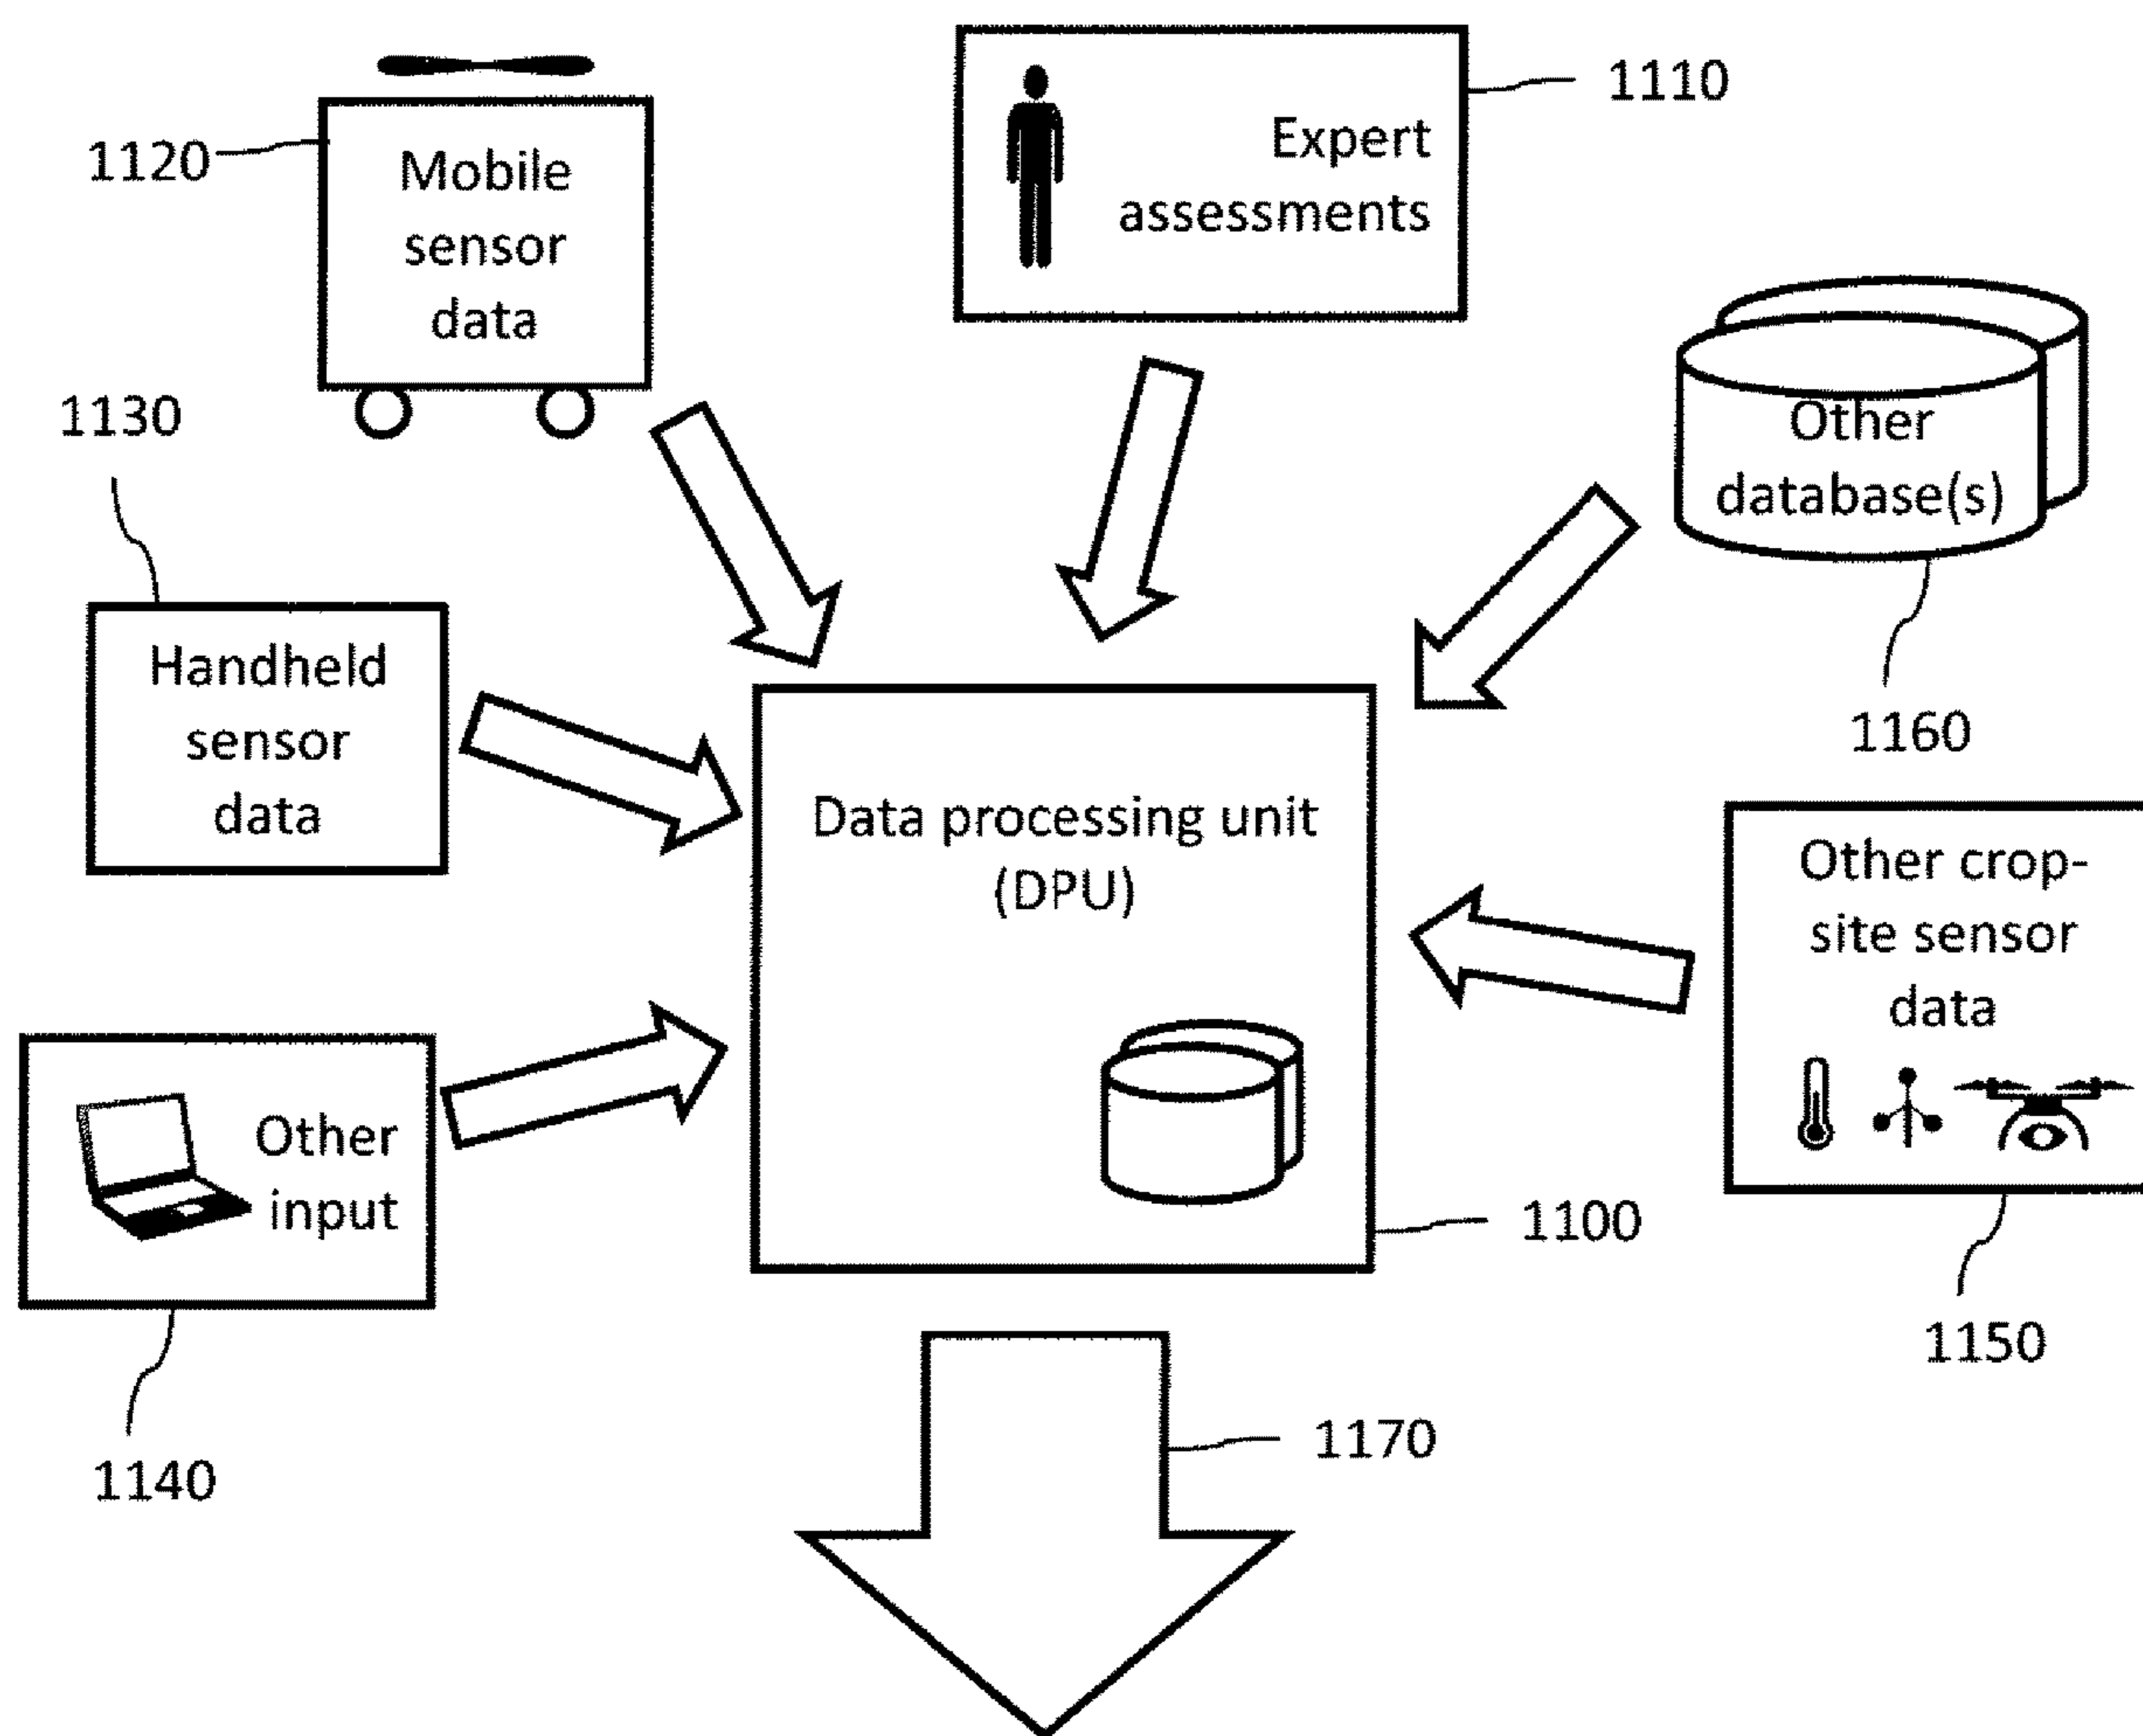 1110
Expert
assessments
1120
Mobile
sensor
data
1130
Other
database(s)
Handheld
sensor
data
1160
Data processing unit
(DPU)
Other crop-
site sensor
data
Other
input
1100
1150
1140
1170